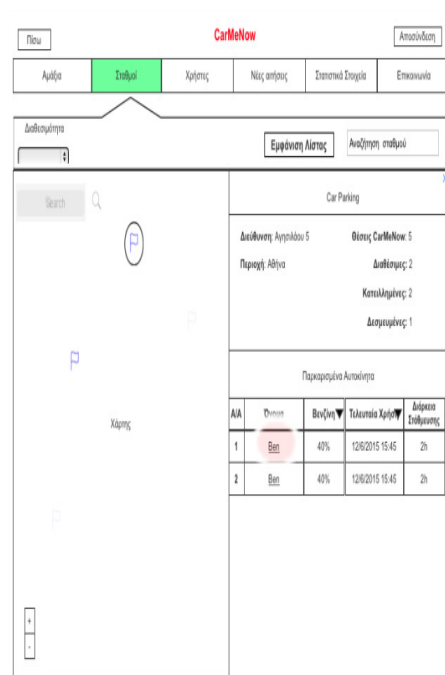 Πίσω
CarMeNow
Αποσύνδεση
Αμάξια Σταθμοί Χρήστες Νέες αιτήσεις Στατιστικά Στοιχεία Επικοινωνία
Διαθεσιμότητα
Εμφάνιση Λίστας
Αναζήτηση σταθμού
Search
x
Car Parking
Διεύθυνση: Αγησιλάου 5 Θέσεις CarMeNow: 5
Περιοχή: Αθήνα Διαθέσιμες: 2
Κατειλλημένες: 2
Δεσμευμένες: 1
Χάρτης
Παρκαρισμένα Αυτοκίνητα
Α/Α Όνομα Βενζίνη Τελευταία Χρήση Διάρκεια Στάθμευσης
1 Ben 40% 12/6/2015 15:45 2h
2 Ben 40% 12/6/2015 15:45 2h
+
-